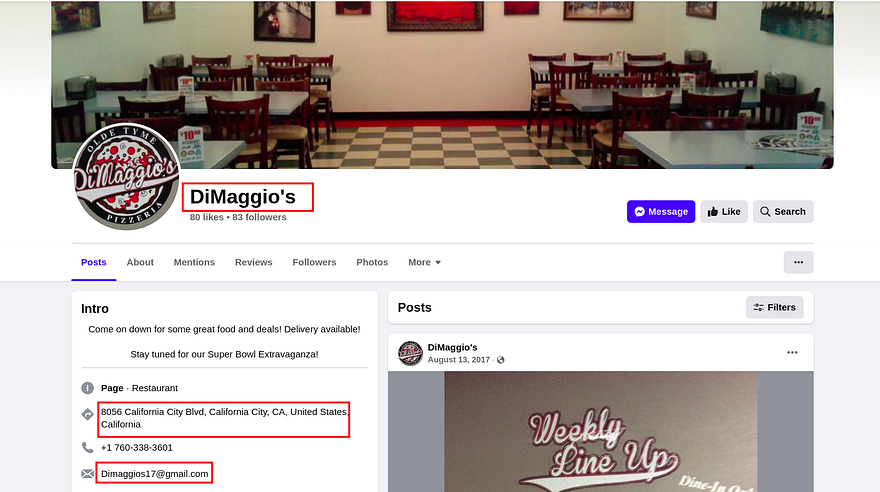 OLDE TYME
DiMaggio's
PIZZERIA
$10
$10
DiMaggio's
80 likes • 83 followers
Message
Like
Search
Posts
About
Mentions
Reviews
Followers
Photos
More
Intro
Come on down for some great food and deals! Delivery available!
Stay tuned for our Super Bowl Extravaganza!
Page · Restaurant
8056 California City Blvd, California City, CA, United States,
California
+1 760-338-3601
Dimaggios17@gmail.com
Posts
Filters
DiMaggio's
August 13, 2017 ·
Weekly
Line Up
Dine-In